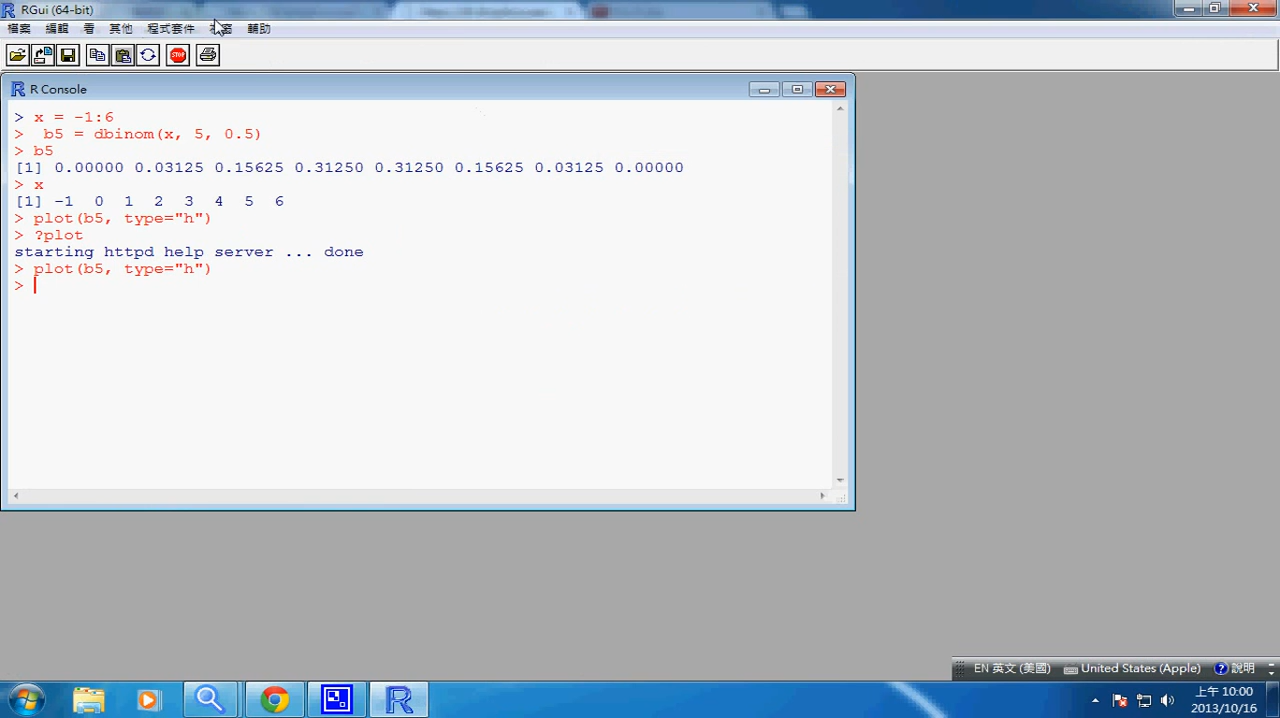 RGui (64-bit)
檔案 編輯 看 其他 程式套件 視窗 輔助
STOP
R Console
> x = -1:6
>  b5 = dbinom(x, 5, 0.5)
> b5
[1] 0.00000 0.03125 0.15625 0.31250 0.31250 0.15625 0.03125 0.00000
> x
[1] -1  0  1  2  3  4  5  6
> plot(b5, type="h")
> ?plot
starting httpd help server ... done
> plot(b5, type="h")
>
EN 英文 (美國) United States (Apple) 說明
上午 10:00
2013/10/16